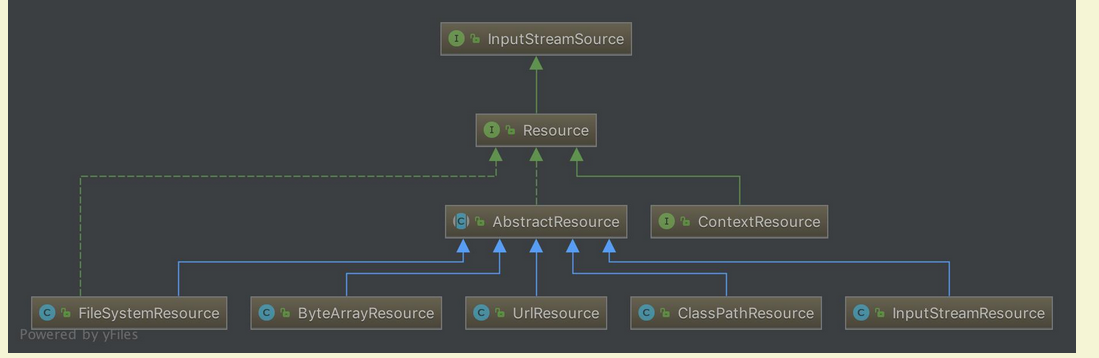 InputStreamSource
Resource
AbstractResource
ContextResource
FileSystemResource
ByteArrayResource
UrlResource
ClassPathResource
InputStreamResource
Powered by yFiles